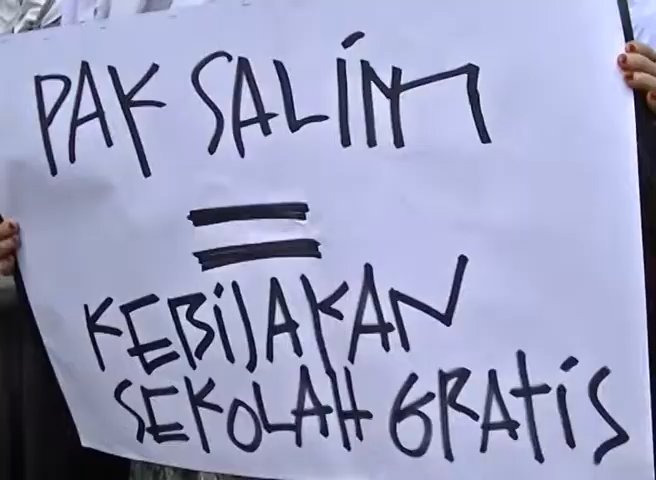 PAK SALIM
=
KEBIJAKAN
SEKOLAH GRATIS